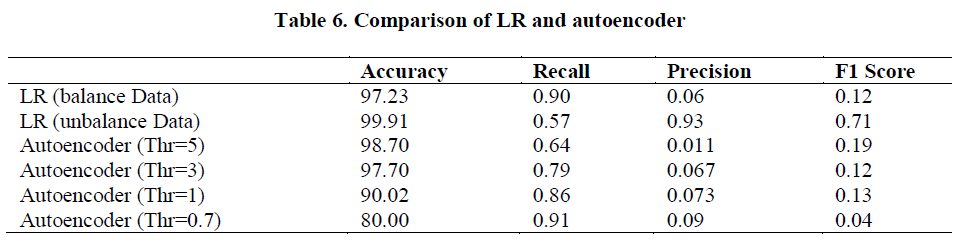 Table 6. Comparison of LR and autoencoder
Accuracy Recall Precision F1 Score
LR (balance Data) 97.23 0.90 0.06 0.12
LR (unbalance Data) 99.91 0.57 0.93 0.71
Autoencoder (Thr=5) 98.70 0.64 0.011 0.19
Autoencoder (Thr=3) 97.70 0.79 0.067 0.12
Autoencoder (Thr=1) 90.02 0.86 0.073 0.13
Autoencoder (Thr=0.7) 80.00 0.91 0.09 0.04